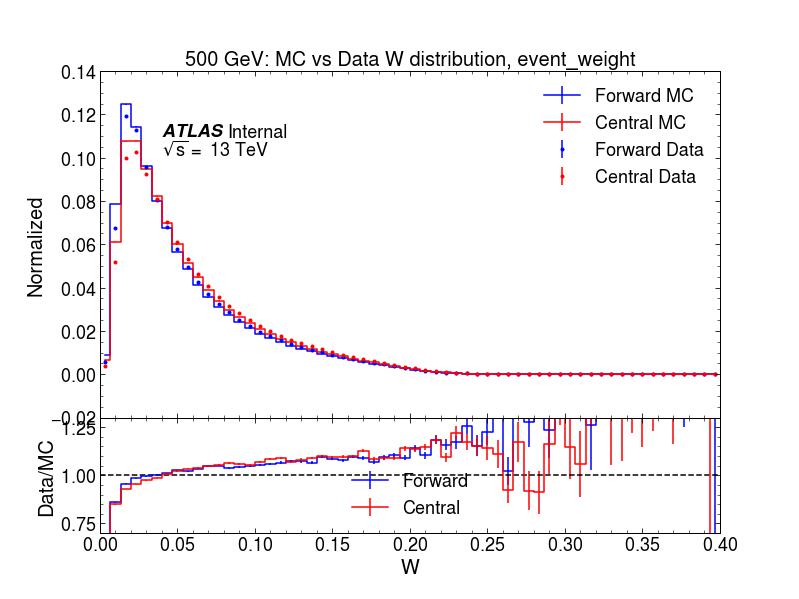 500 GeV: MC vs Data W distribution, event_weight
0.14
0.12
0.10
0.08
0.06
0.04
0.02
0.00
−0.02
Normalized
ATLAS Internal
√s = 13 TeV
Forward MC
Central MC
Forward Data
Central Data
1.25
1.00
0.75
Data/MC
Forward
Central
0.00 0.05 0.10 0.15 0.20 0.25 0.30 0.35 0.40
W